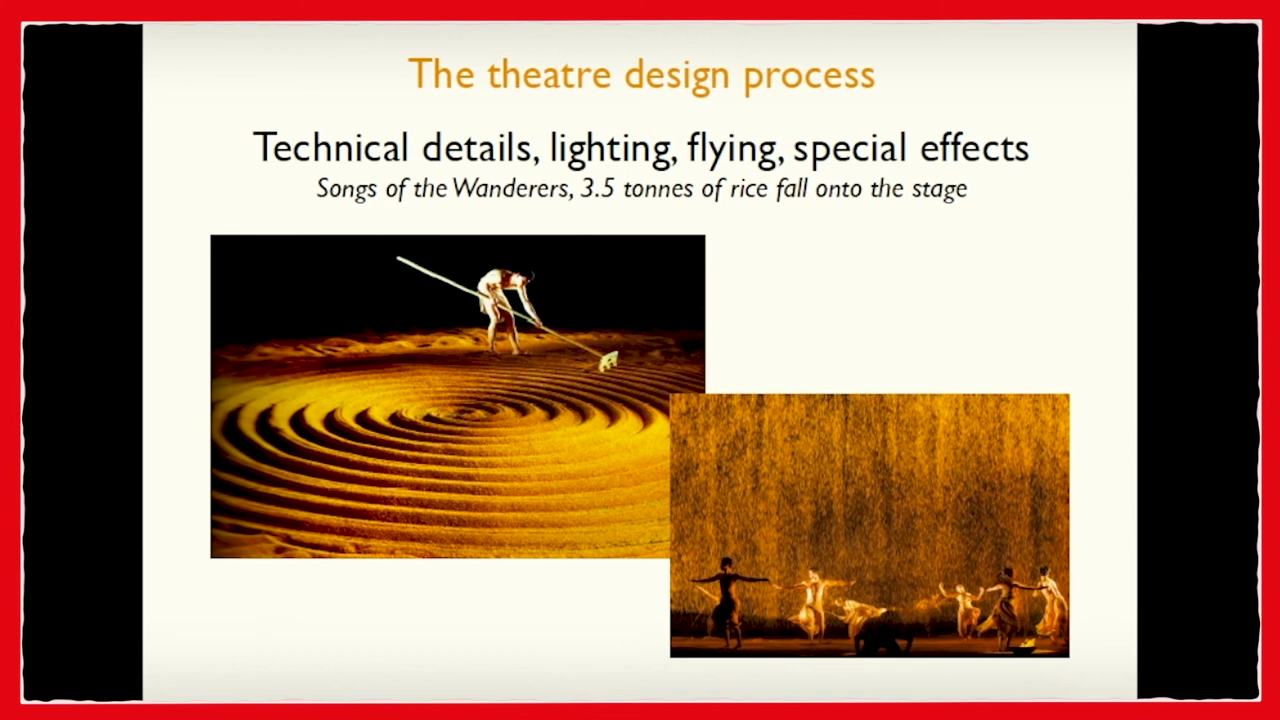 The theatre design process
Technical details, lighting, flying, special effects
Songs of the Wanderers, 3.5 tonnes of rice fall onto the stage